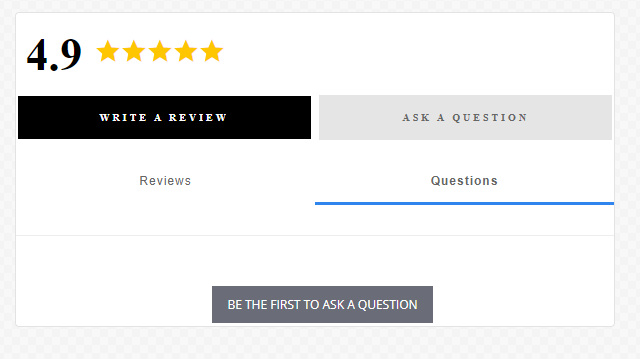 4.9
WRITE A REVIEW
ASK A QUESTION
Reviews
Questions
BE THE FIRST TO ASK A QUESTION